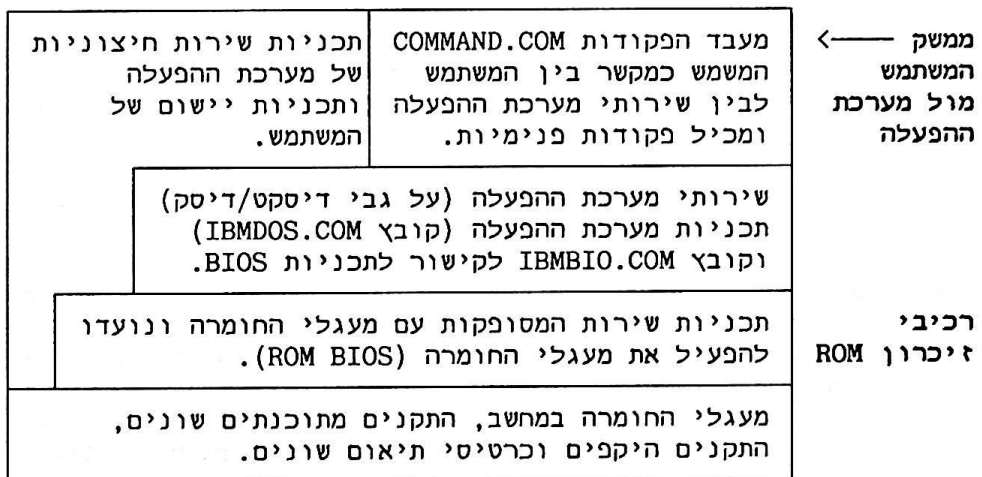 ממשק <——
המשתמש
מול מערכת
ההפעלה
מעבד הפקודות COMMAND.COM
המשמש כמקשר בין המשתמש
לבין שירותי מערכת ההפעלה
ומכיל פקודות פנימיות.
תכניות שירות חיצוניות
של מערכת ההפעלה
ותכניות יישום של
המשתמש.
שירותי מערכת ההפעלה (על גבי דיסקט/דיסק)
תכניות מערכת ההפעלה (קובץ IBMDOS.COM)
וקובץ IBMBIO.COM לקישור לתכניות BIOS.
רכיבי
זיכרון ROM
תכניות שירות המסופקות עם מעגלי החומרה ונועדו
להפעיל את מעגלי החומרה (ROM BIOS).
מעגלי החומרה במחשב, התקנים מתוכנתים שונים,
התקנים היקפים וכרטיסי תיאום שונים.